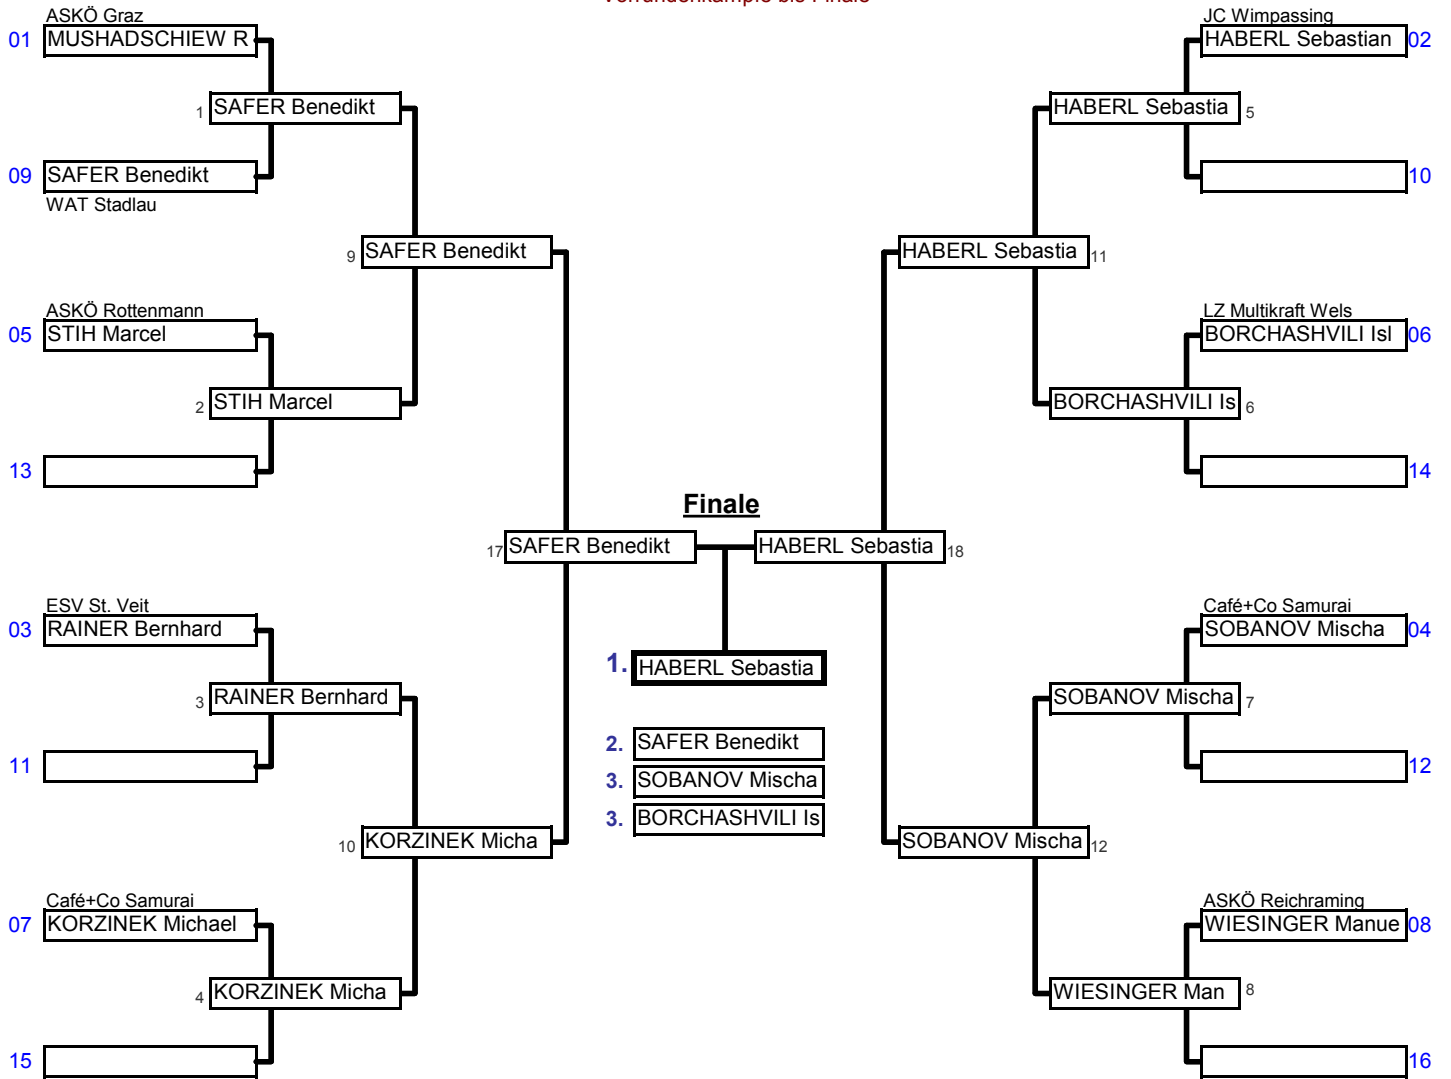 ASKÖ Graz
01 MUSHADSCHIEW R
1 SAFER Benedikt
09 SAFER Benedikt
WAT Stadlau
9 SAFER Benedikt
ASKÖ Rottenmann
05 STIH Marcel
2 STIH Marcel
13
17 SAFER Benedikt
ESV St. Veit
03 RAINER Bernhard
3 RAINER Bernhard
11
10 KORZINEK Micha
Café+Co Samurai
07 KORZINEK Michael
4 KORZINEK Micha
15
Finale
1. HABERL Sebastia
2. SAFER Benedikt
3. SOBANOV Mischa
3. BORCHASHVILI Is
JC Wimpassing
HABERL Sebastian 02
HABERL Sebastia 5
10
HABERL Sebastia 11
LZ Multikraft Wels
BORCHASHVILI Isl 06
BORCHASHVILI Is 6
14
HABERL Sebastia 18
Café+Co Samurai
SOBANOV Mischa 04
SOBANOV Mischa 7
12
SOBANOV Mischa 12
ASKÖ Reichraming
WIESINGER Manue 08
WIESINGER Man 8
16